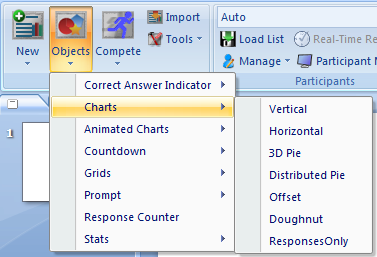 Import
Auto
New
Objects
Compete
Tools
Load List
Real-Time Re
Manage
Participant M
Participants
Correct Answer Indicator
Charts
Animated Charts
Countdown
Grids
Prompt
Response Counter
Stats
Vertical
Horizontal
3D Pie
Distributed Pie
Offset
Doughnut
ResponsesOnly
1